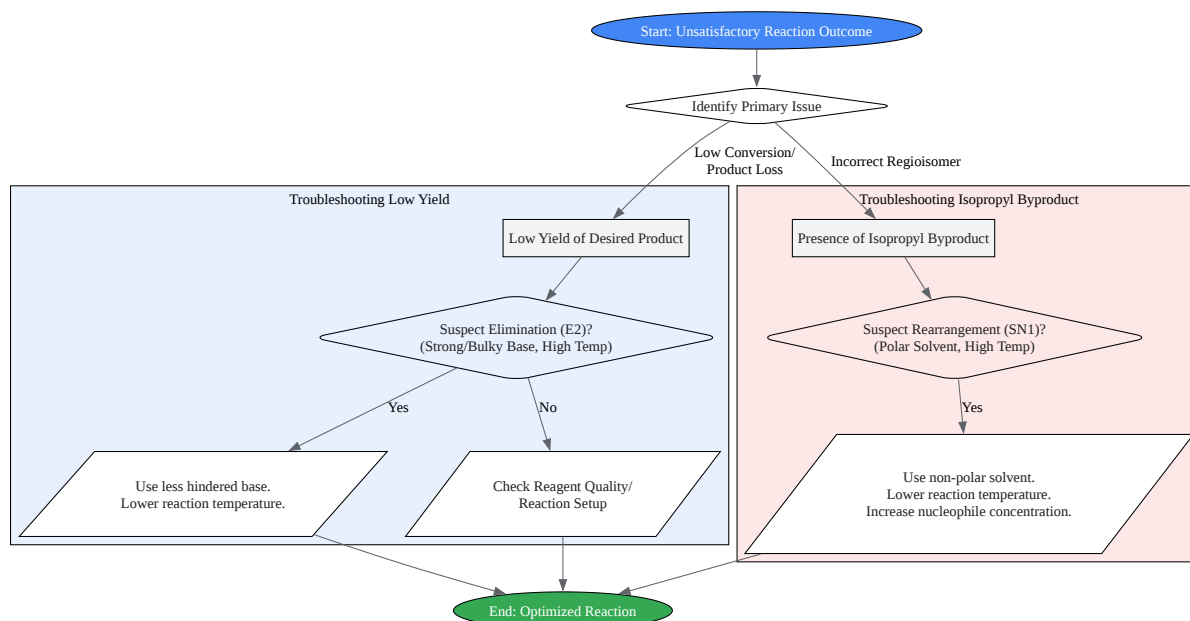 Start: Unsatisfactory Reaction Outcome
Identify Primary Issue
Low Conversion/
Product Loss
Incorrect Regioisomer
Troubleshooting Low Yield
Troubleshooting Isopropyl Byproduct
Low Yield of Desired Product
Presence of Isopropyl Byproduct
Suspect Elimination (E2)?
(Strong/Bulky Base, High Temp)
Suspect Rearrangement (SN1)?
(Polar Solvent, High Temp)
Yes
No
Yes
Use less hindered base.
Lower reaction temperature.
Check Reagent Quality/
Reaction Setup
Use non-polar solvent.
Lower reaction temperature.
Increase nucleophile concentration.
End: Optimized Reaction